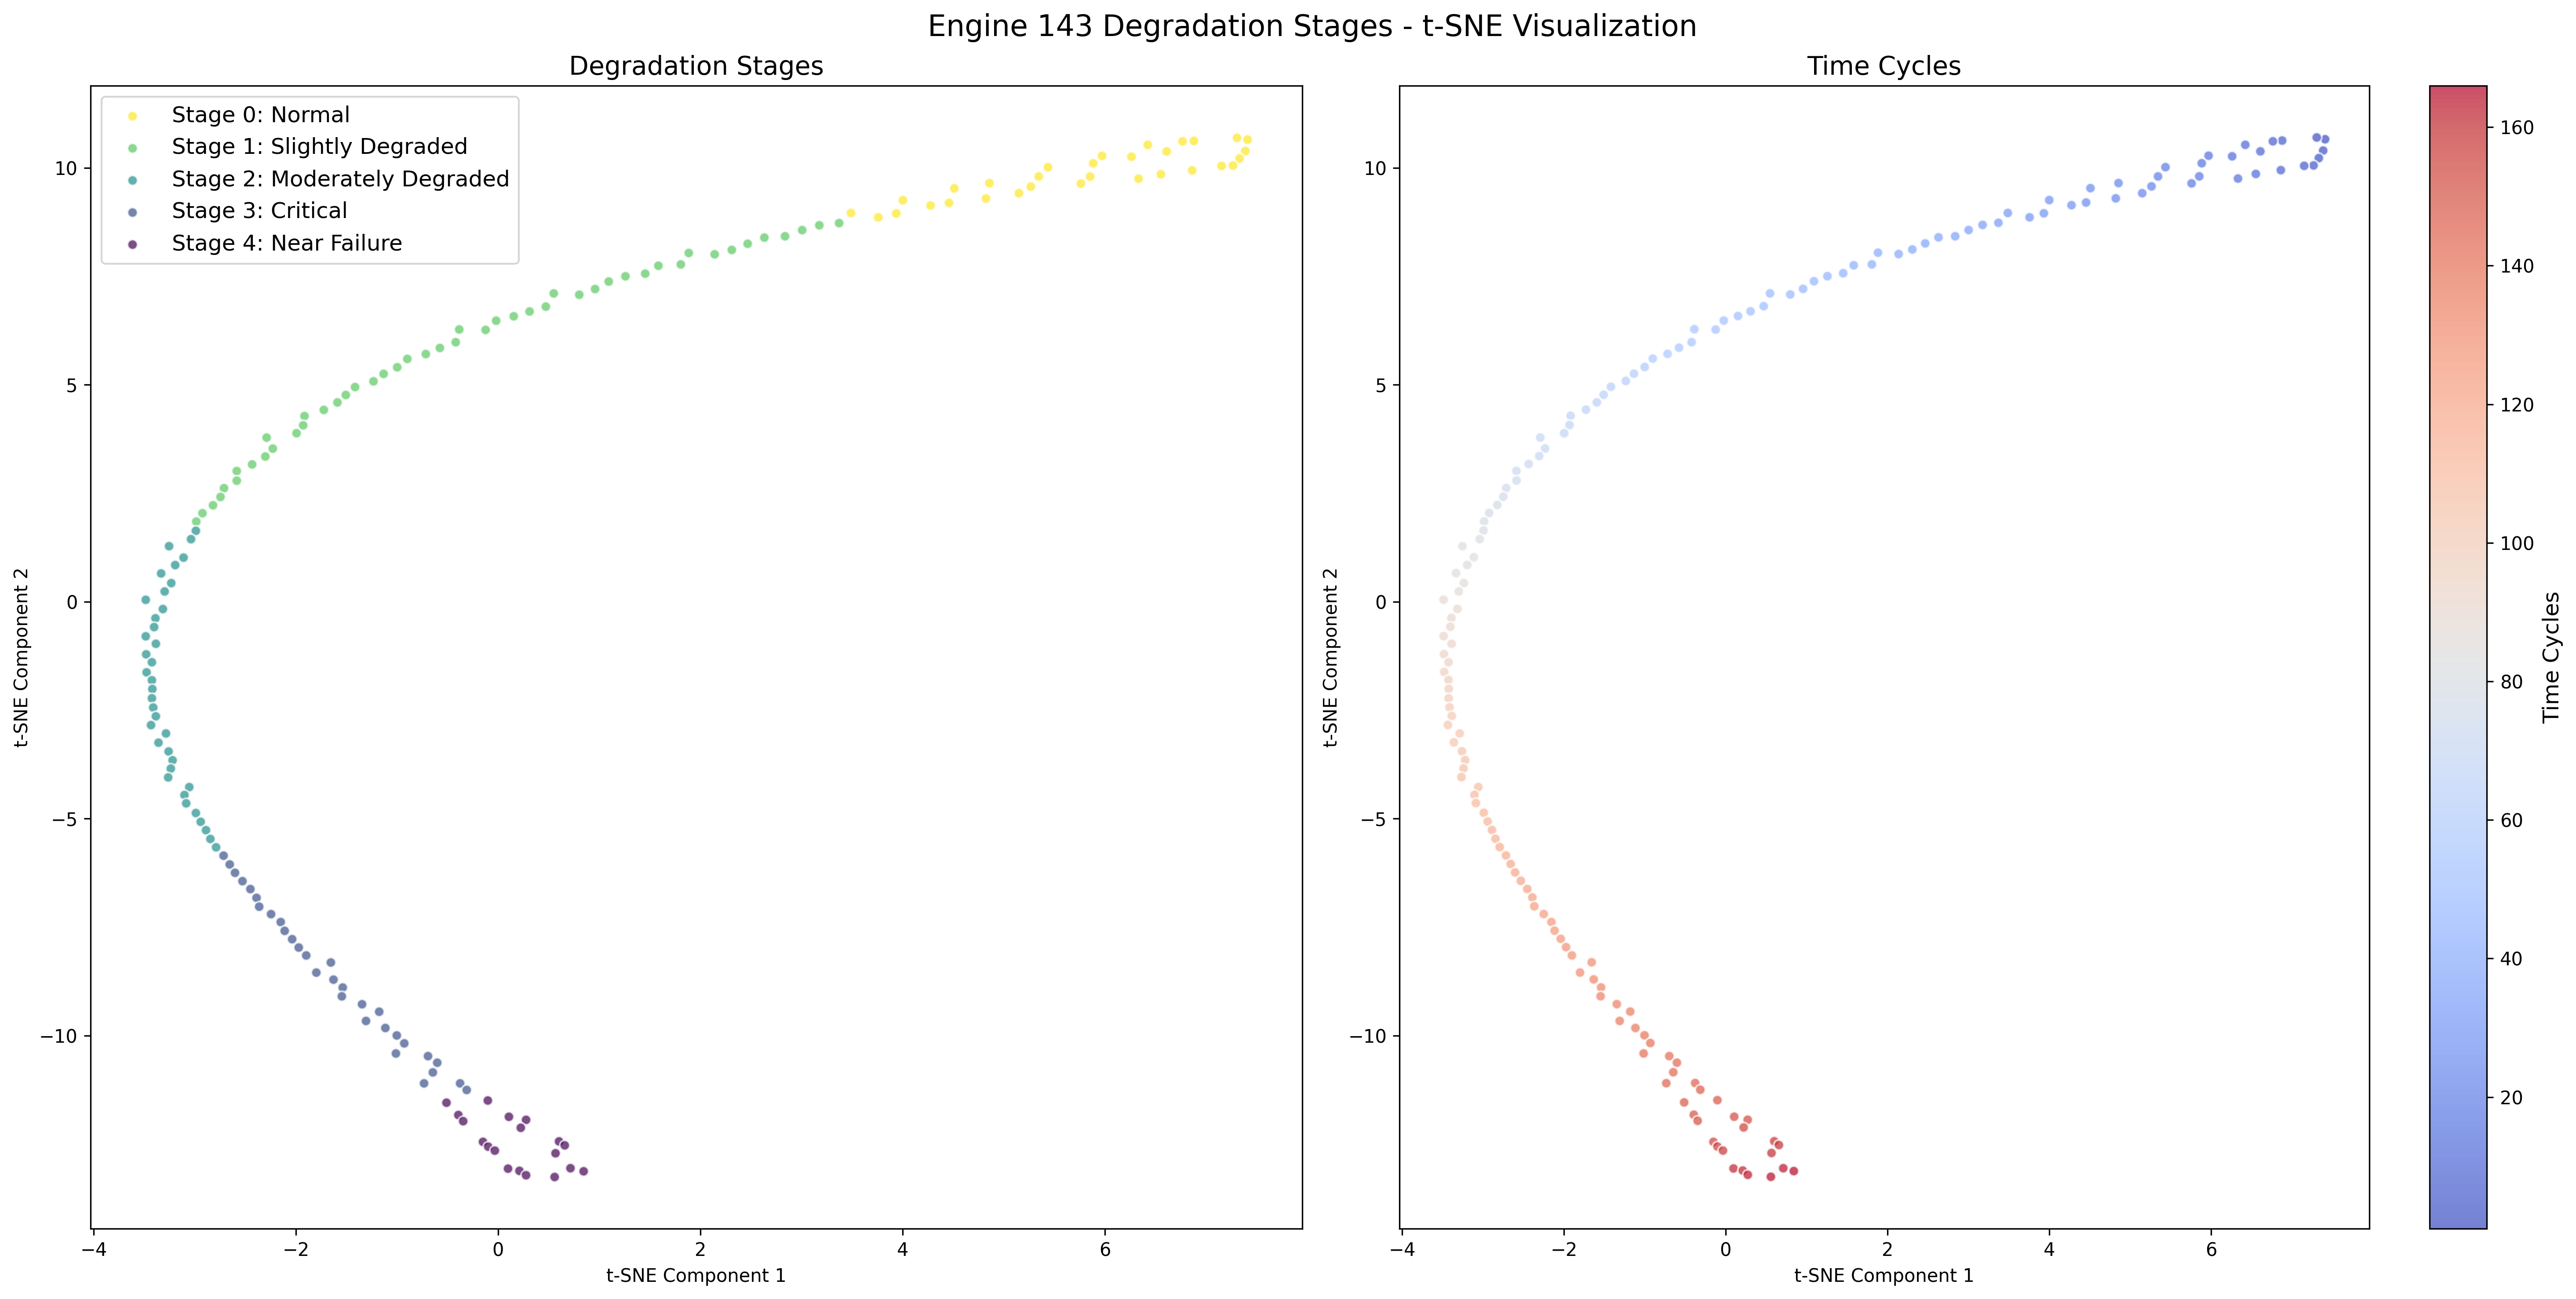 Engine 143 Degradation Stages - t-SNE Visualization
Degradation Stages
Stage 0: Normal
Stage 1: Slightly Degraded
Stage 2: Moderately Degraded
Stage 3: Critical
Stage 4: Near Failure
10
5
0
−5
−10
t-SNE Component 2
−4 −2 0 2 4 6
t-SNE Component 1
Time Cycles
10
5
0
−5
−10
t-SNE Component 2
−4 −2 0 2 4 6
t-SNE Component 1
160
140
120
100
80
60
40
20
Time Cycles